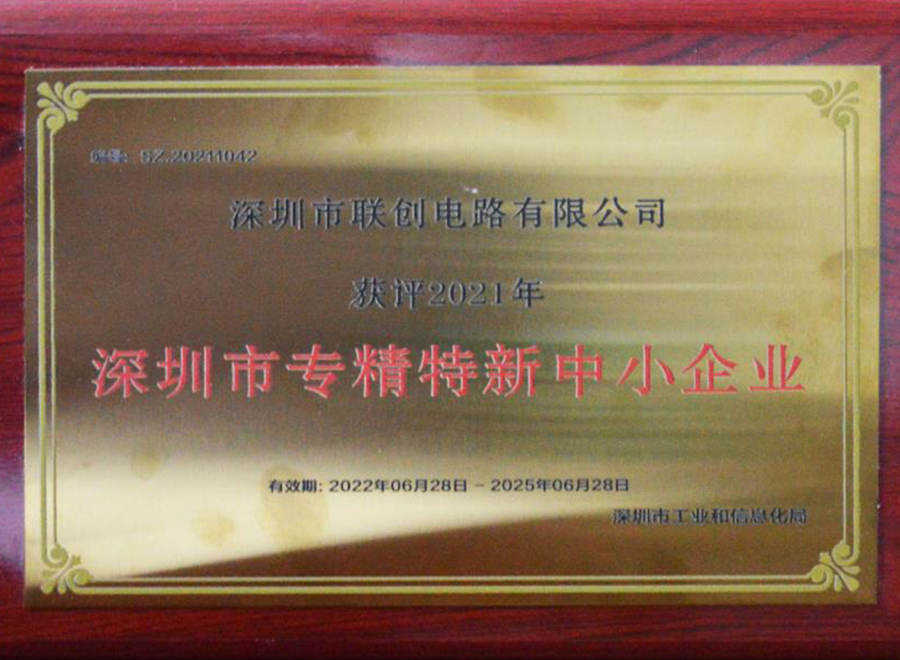 编号: SZ.20211042
深圳市联创电路有限公司
获评2021年
深圳市专精特新中小企业
有效期: 2022年06月28日 - 2025年06月28日
深圳市工业和信息化局